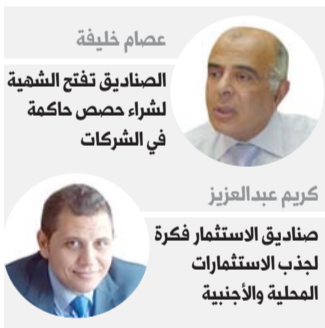 عصام خليفة
الصناديق تفتح الشهية
لشراء حصص حاكمة
في الشركات
كريم عبدالعزيز
صناديق الاستثمار فكرة
لجذب الاستثمارات
المحلية والأجنبية